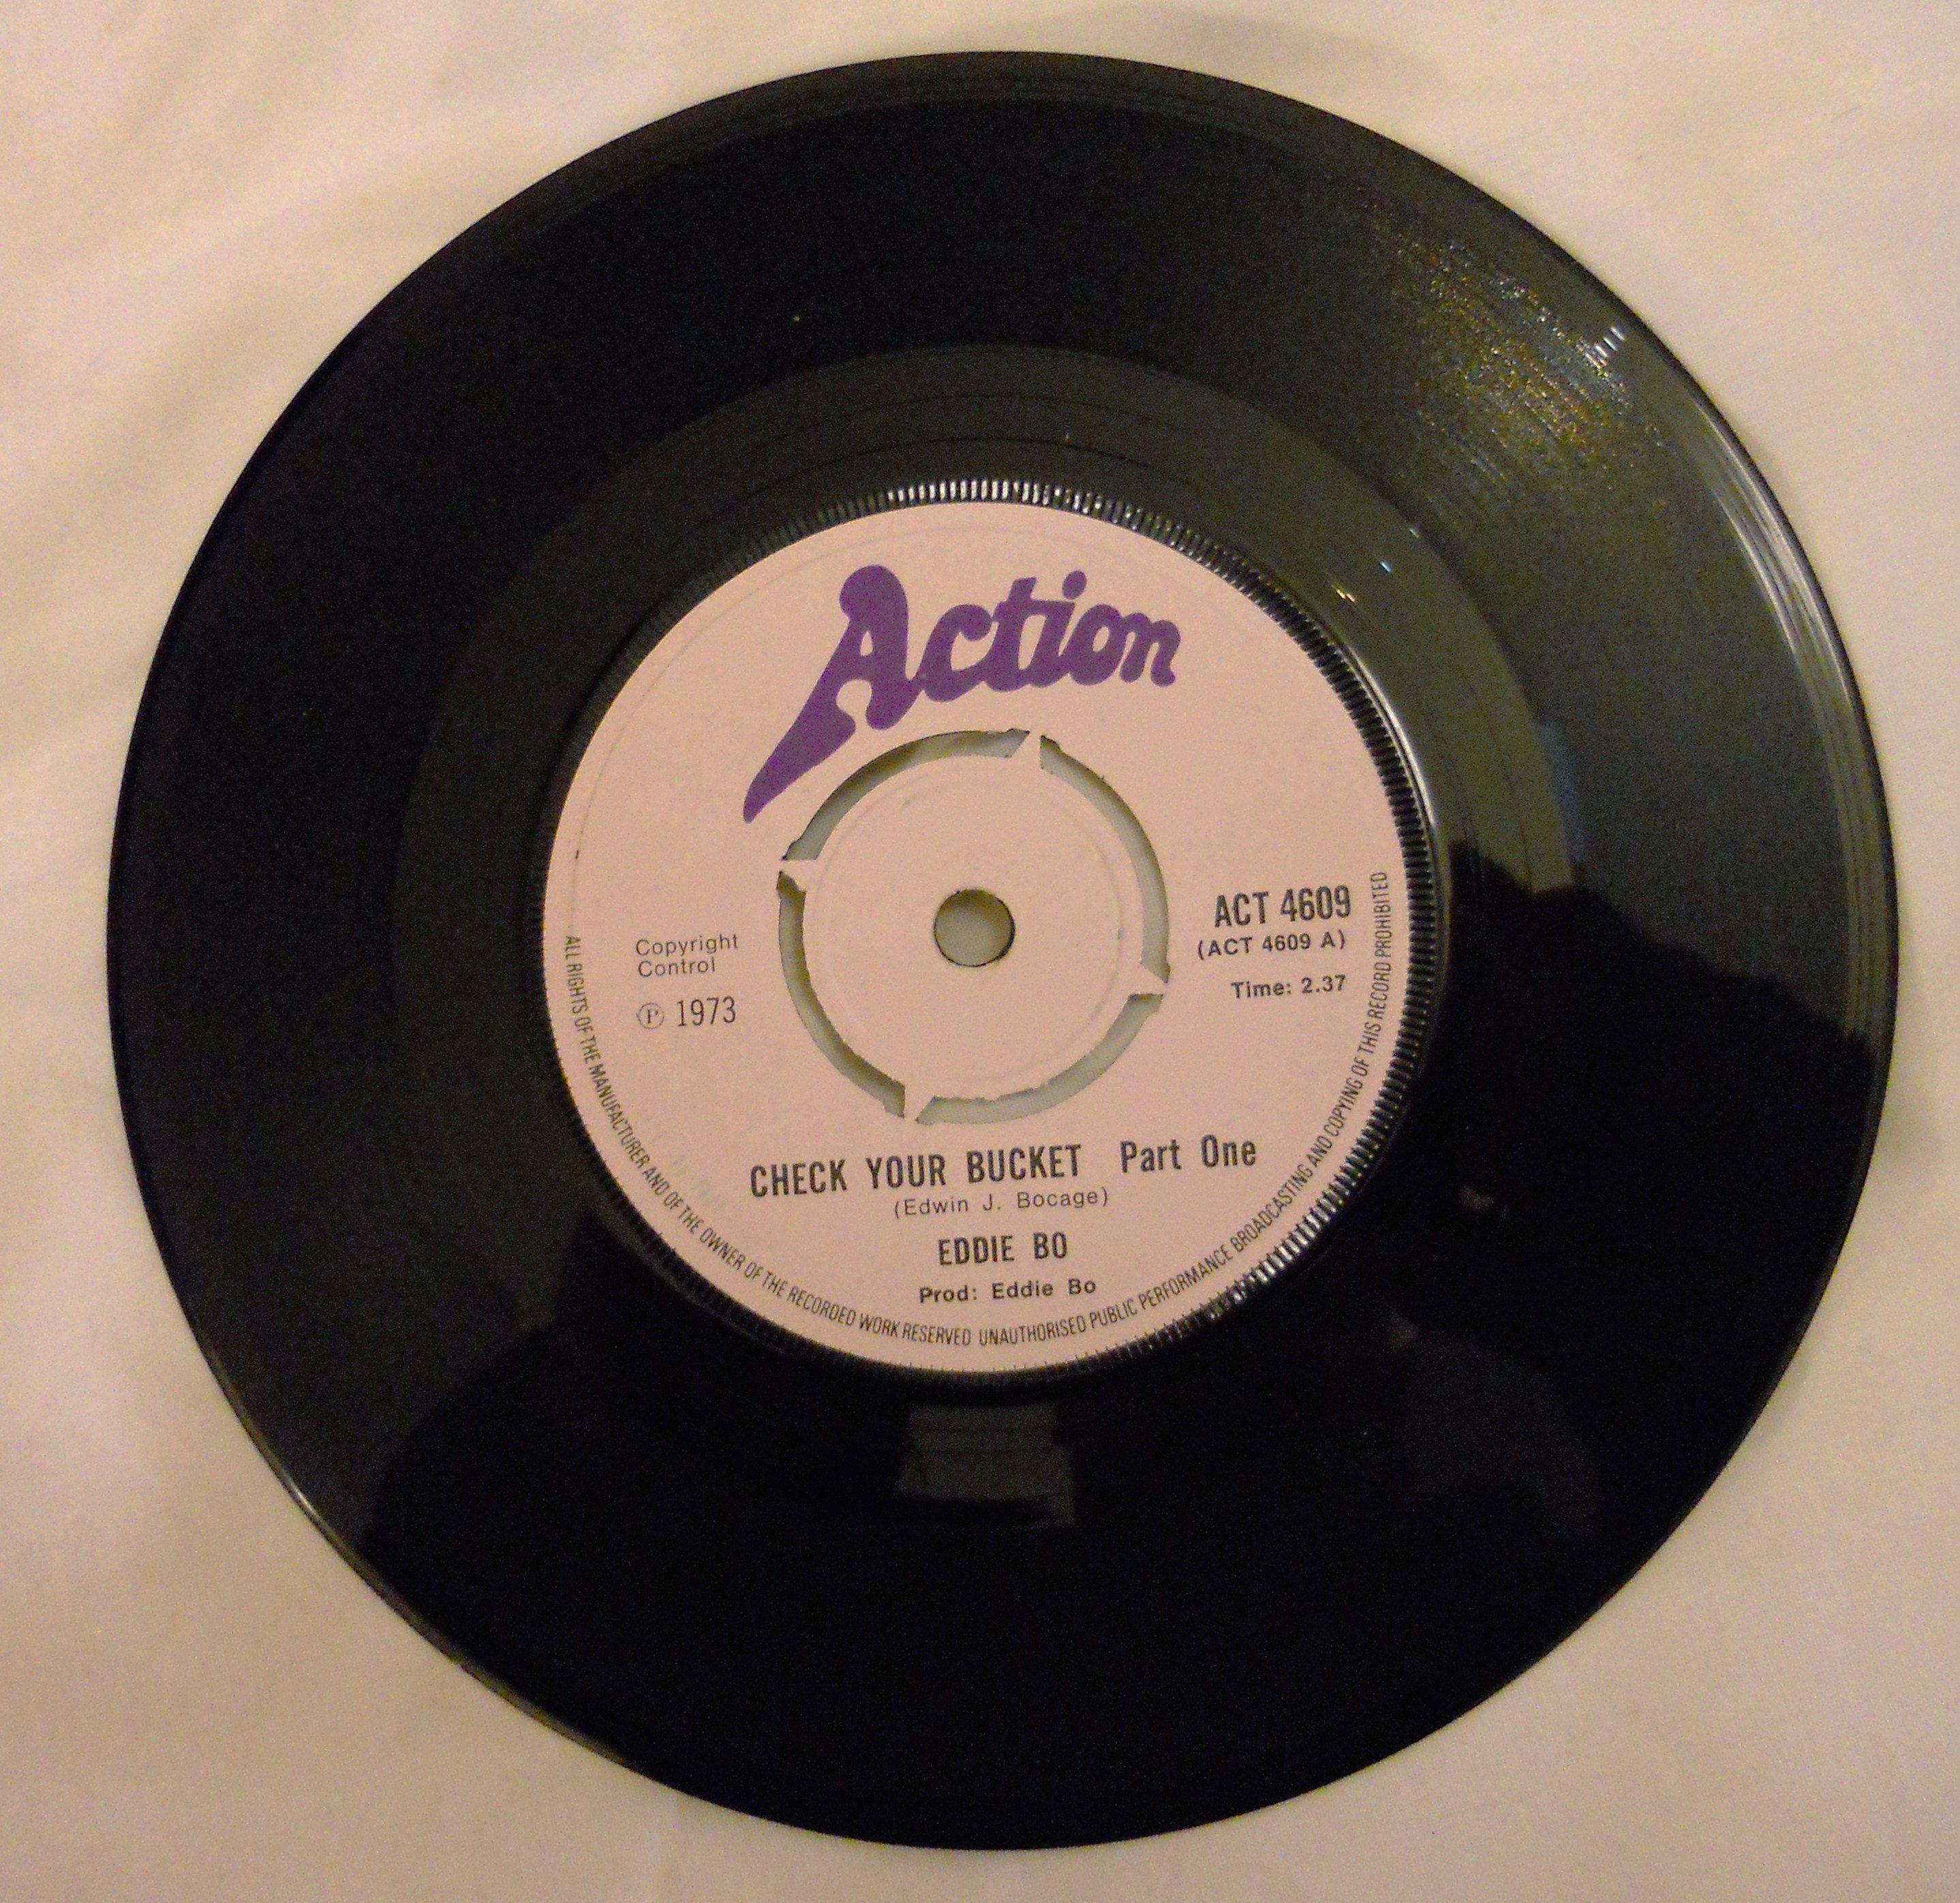 Action
ACT 4609
(ACT 4609 A)
Time: 2.37
Copyright
Control
Ⓟ 1973
CHECK YOUR BUCKET Part One
(Edwin J. Bocage)
EDDIE BO
Prod: Eddie Bo
ALL RIGHTS OF THE MANUFACTURER AND OF THE OWNER OF THE RECORDED WORK RESERVED UNAUTHORISED PUBLIC PERFORMANCE BROADCASTING AND COPYING OF THIS RECORD PROHIBITED